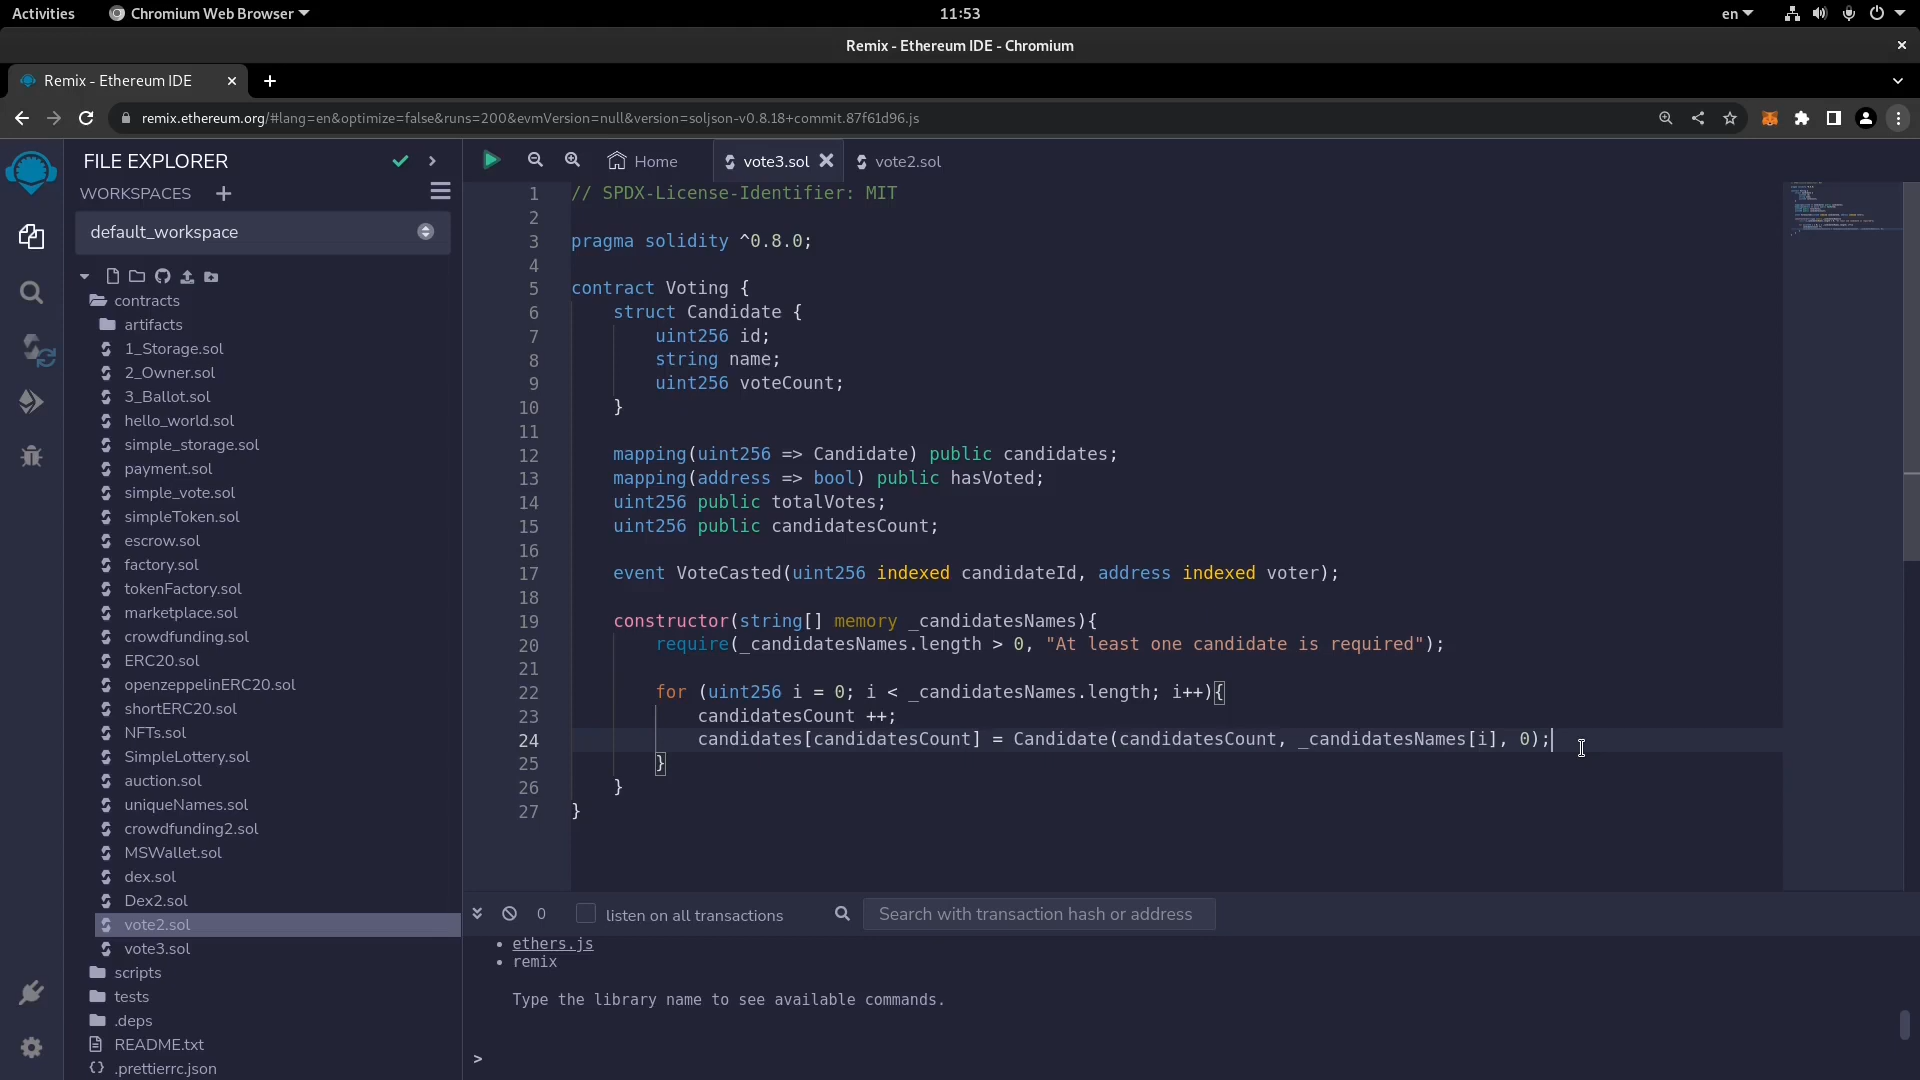 Activities
Chromium Web Browser
11:53
en
Remix - Ethereum IDE - Chromium
Remix - Ethereum IDE
remix.ethereum.org/#lang=en&optimize=false&runs=200&evmVersion=null&version=soljson-v0.8.18+commit.87f61d96.js
FILE EXPLORER
WORKSPACES
default_workspace
contracts
artifacts
1_Storage.sol
2_Owner.sol
3_Ballot.sol
hello_world.sol
simple_storage.sol
payment.sol
simple_vote.sol
simpleToken.sol
escrow.sol
factory.sol
tokenFactory.sol
marketplace.sol
crowdfunding.sol
ERC20.sol
openzeppelinERC20.sol
shortERC20.sol
NFTs.sol
SimpleLottery.sol
auction.sol
uniqueNames.sol
crowdfunding2.sol
MSWallet.sol
dex.sol
Dex2.sol
vote2.sol
vote3.sol
scripts
tests
.deps
README.txt
.prettierrc.json
Home
vote3.sol
vote2.sol
1 // SPDX-License-Identifier: MIT
2
3 pragma solidity ^0.8.0;
4
5 contract Voting {
6     struct Candidate {
7         uint256 id;
8         string name;
9         uint256 voteCount;
10     }
11
12     mapping(uint256 => Candidate) public candidates;
13     mapping(address => bool) public hasVoted;
14     uint256 public totalVotes;
15     uint256 public candidatesCount;
16
17     event VoteCasted(uint256 indexed candidateId, address indexed voter);
18
19     constructor(string[] memory _candidatesNames){
20         require(_candidatesNames.length > 0, "At least one candidate is required");
21
22         for (uint256 i = 0; i < _candidatesNames.length; i++){
23             candidatesCount ++;
24             candidates[candidatesCount] = Candidate(candidatesCount, _candidatesNames[i], 0);
25         }
26     }
27 }
0
listen on all transactions
Search with transaction hash or address
• ethers.js
• remix
Type the library name to see available commands.
>